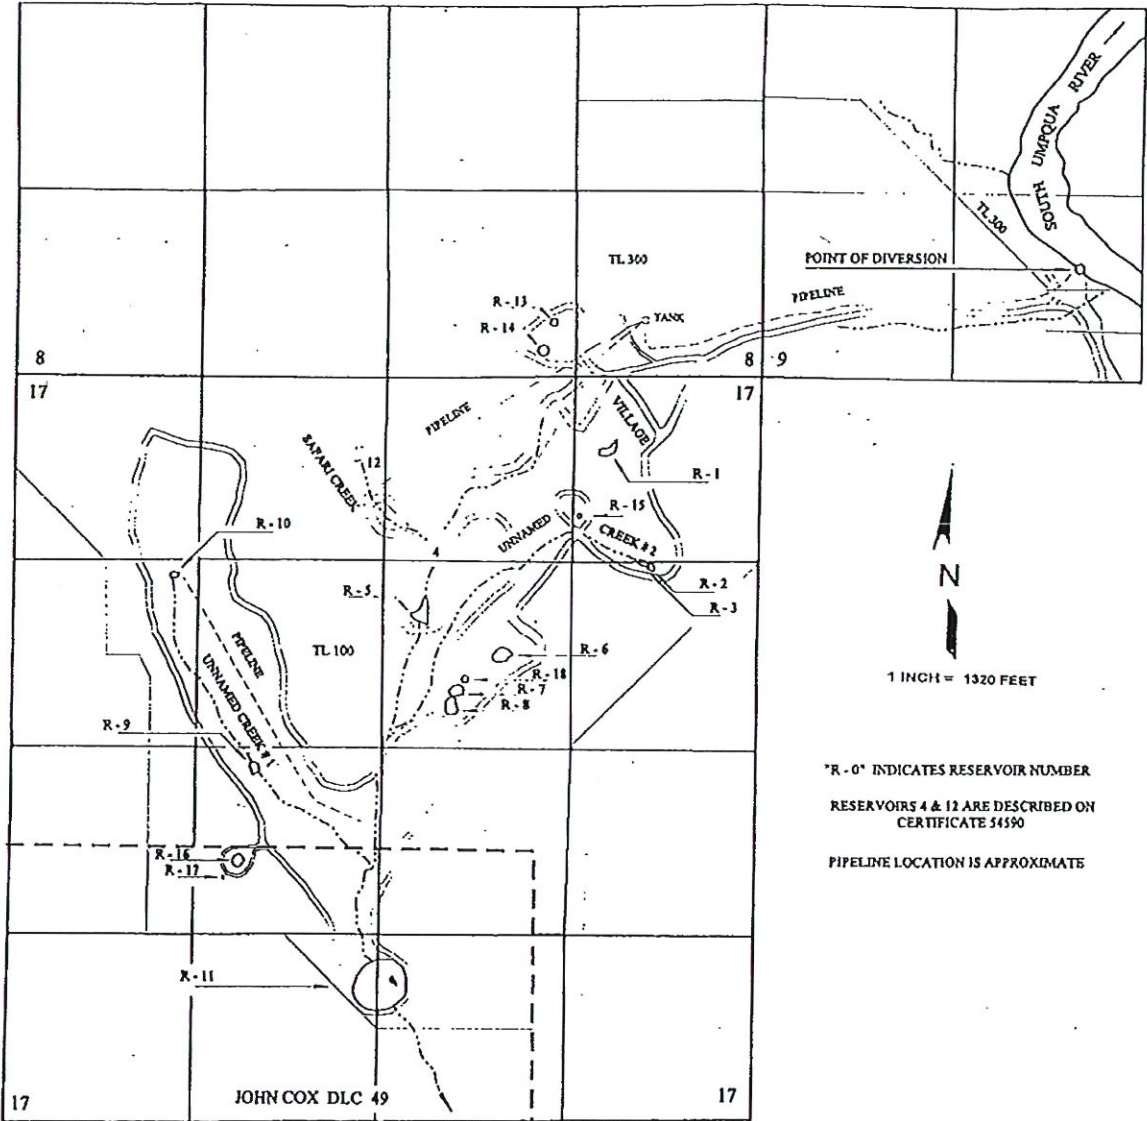 SOUTH UMPQUA RIVER
TL 300
TL 300
POINT OF DIVERSION
PIPELINE
R - 13
R - 14
TANK
8
8
9
17
17
PIPELINE
VILLAGE
SAFARI CREEK
12
R - 1
R - 15
R - 10
UNNAMED
CREEK # 2
4
R - 2
R - 5
R - 3
N
PIPELINE
TL 100
R - 6
R - 18
R - 7
R - 8
1 INCH = 1320 FEET
UNNAMED CREEK # 1
R - 9
"R - 0" INDICATES RESERVOIR NUMBER
RESERVOIRS 4 & 12 ARE DESCRIBED ON
CERTIFICATE 54590
R - 16
R - 17
PIPELINE LOCATION IS APPROXIMATE
R - 11
17
JOHN COX DLC 49
17